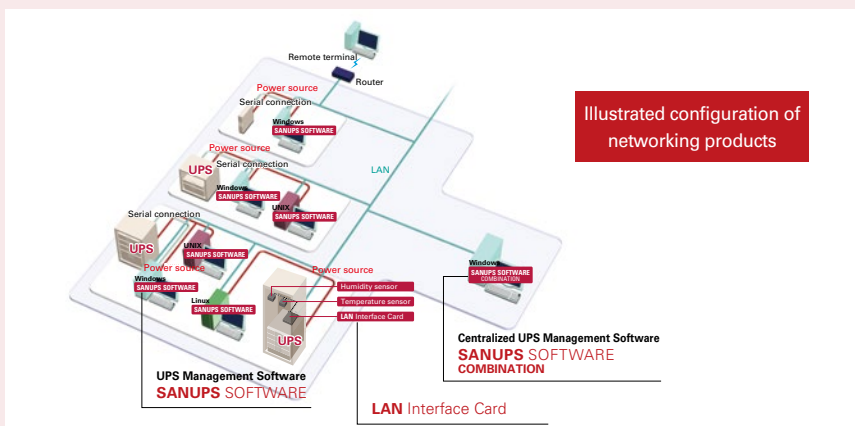 Remote terminal
Router
Power source
Serial connection
Windows
SANUPS SOFTWARE
Illustrated configuration of
networking products
Power source
Serial connection
UPS
LAN
Windows
SANUPS SOFTWARE
UNIX
SANUPS SOFTWARE
Serial connection
UPS
UNIX
SANUPS SOFTWARE
Power source
Windows
SANUPS SOFTWARE
Linux
SANUPS SOFTWARE
Power source
Humidity sensor
Temperature sensor
LAN Interface Card
UPS
Windows
SANUPS SOFTWARE
COMBINATION
Centralized UPS Management Software
SANUPS SOFTWARE
COMBINATION
UPS Management Software
SANUPS SOFTWARE
LAN Interface Card